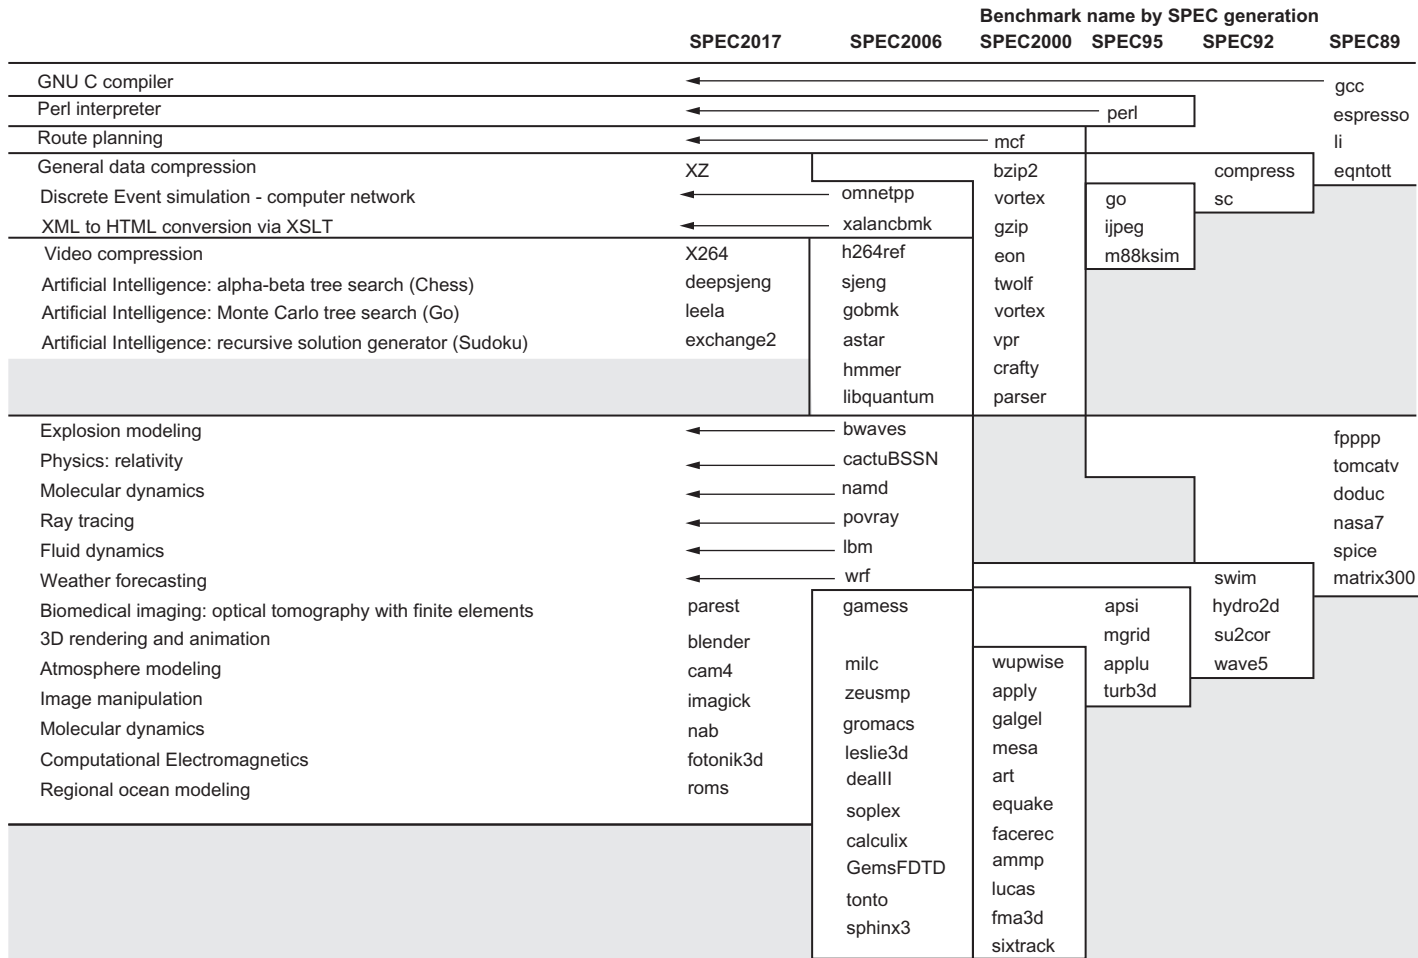 Benchmark name by SPEC generation
SPEC2017 SPEC2006 SPEC2000 SPEC95 SPEC92 SPEC89
GNU C compiler gcc
Perl interpreter perl espresso
Route planning mcf li
General data compression XZ bzip2 compress eqntott
Discrete Event simulation - computer network omnetpp vortex go sc
XML to HTML conversion via XSLT xalancbmk gzip ijpeg
Video compression X264 h264ref eon m88ksim
Artificial Intelligence: alpha-beta tree search (Chess) deepsjeng sjeng twolf
Artificial Intelligence: Monte Carlo tree search (Go) leela gobmk vortex
Artificial Intelligence: recursive solution generator (Sudoku) exchange2 astar vpr
hmmer crafty
libquantum parser
Explosion modeling bwaves fpppp
Physics: relativity cactuBSSN tomcatv
Molecular dynamics namd doduc
Ray tracing povray nasa7
Fluid dynamics lbm spice
Weather forecasting wrf swim matrix300
Biomedical imaging: optical tomography with finite elements parest gamess apsi hydro2d
3D rendering and animation blender mgrid su2cor
Atmosphere modeling cam4 milc wupwise applu wave5
Image manipulation imagick zeusmp apply turb3d
Molecular dynamics nab gromacs galgel
Computational Electromagnetics fotonik3d leslie3d mesa
Regional ocean modeling roms dealII art
soplex equake
calculix facerec
GemsFDTD ammp
tonto lucas
sphinx3 fma3d
sixtrack